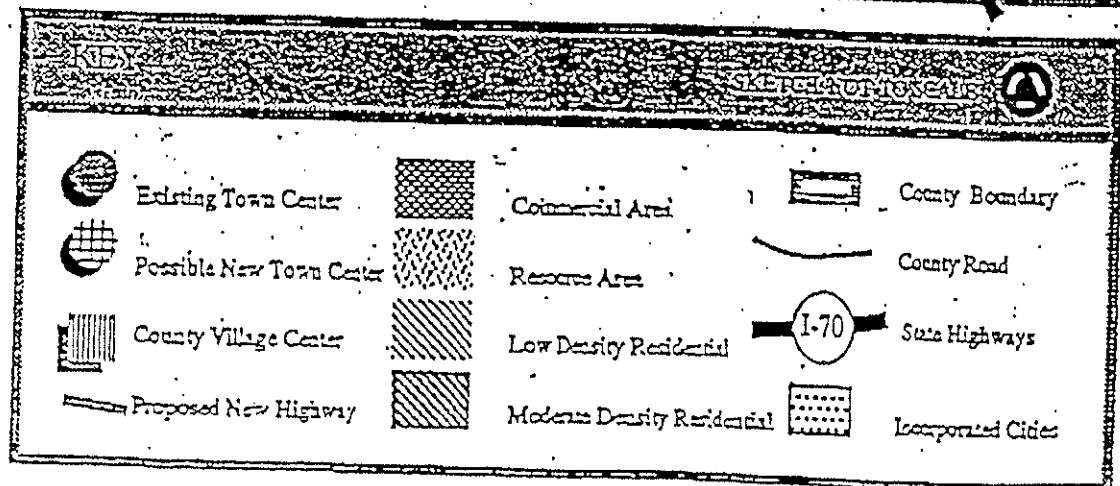 KEY
Existing Town Center
Possible New Town Center
County Village Center
Proposed New Highway
Commercial Area
Resource Area
Low Density Residential
Moderate Density Residential
County Boundary
County Road
I-70
State Highways
Incorporated Cities